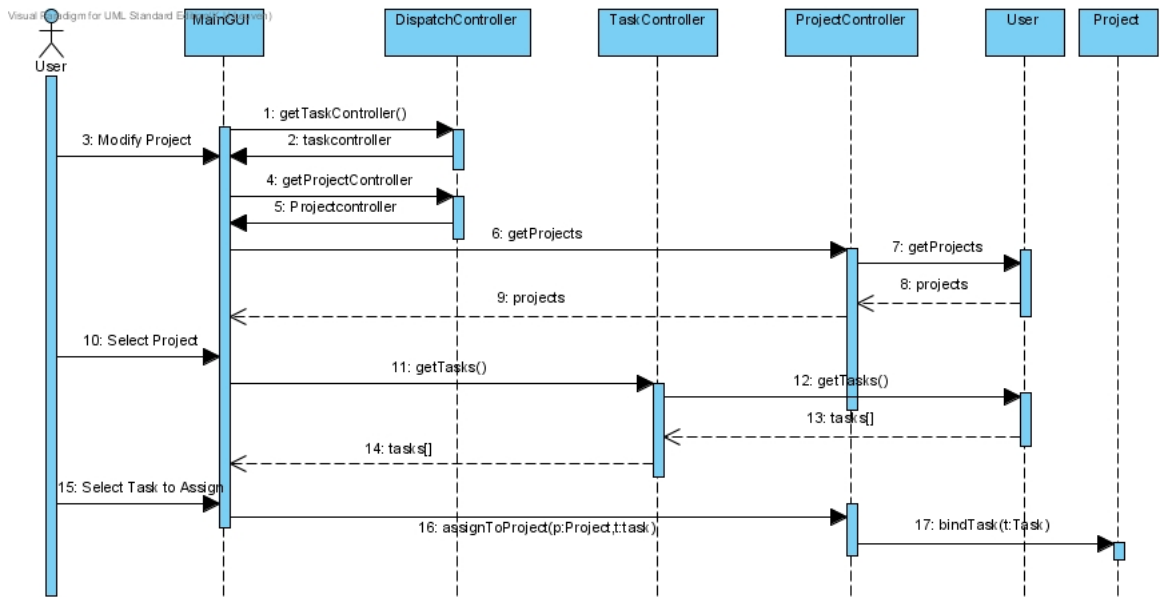 Visual Paradigm for UML Standard Edition
MainGUI
DispatchController
TaskController
ProjectController
User
Project
User
1: getTaskController()
3: Modify Project
2: taskcontroller
4: getProjectController
5: Projectcontroller
6: getProjects
7: getProjects
8: projects
9: projects
10: Select Project
11: getTasks()
12: getTasks()
13: tasks[]
14: tasks[]
15: Select Task to Assign
16: assignToProject(p:Project,t:task)
17: bindTask(t:Task)